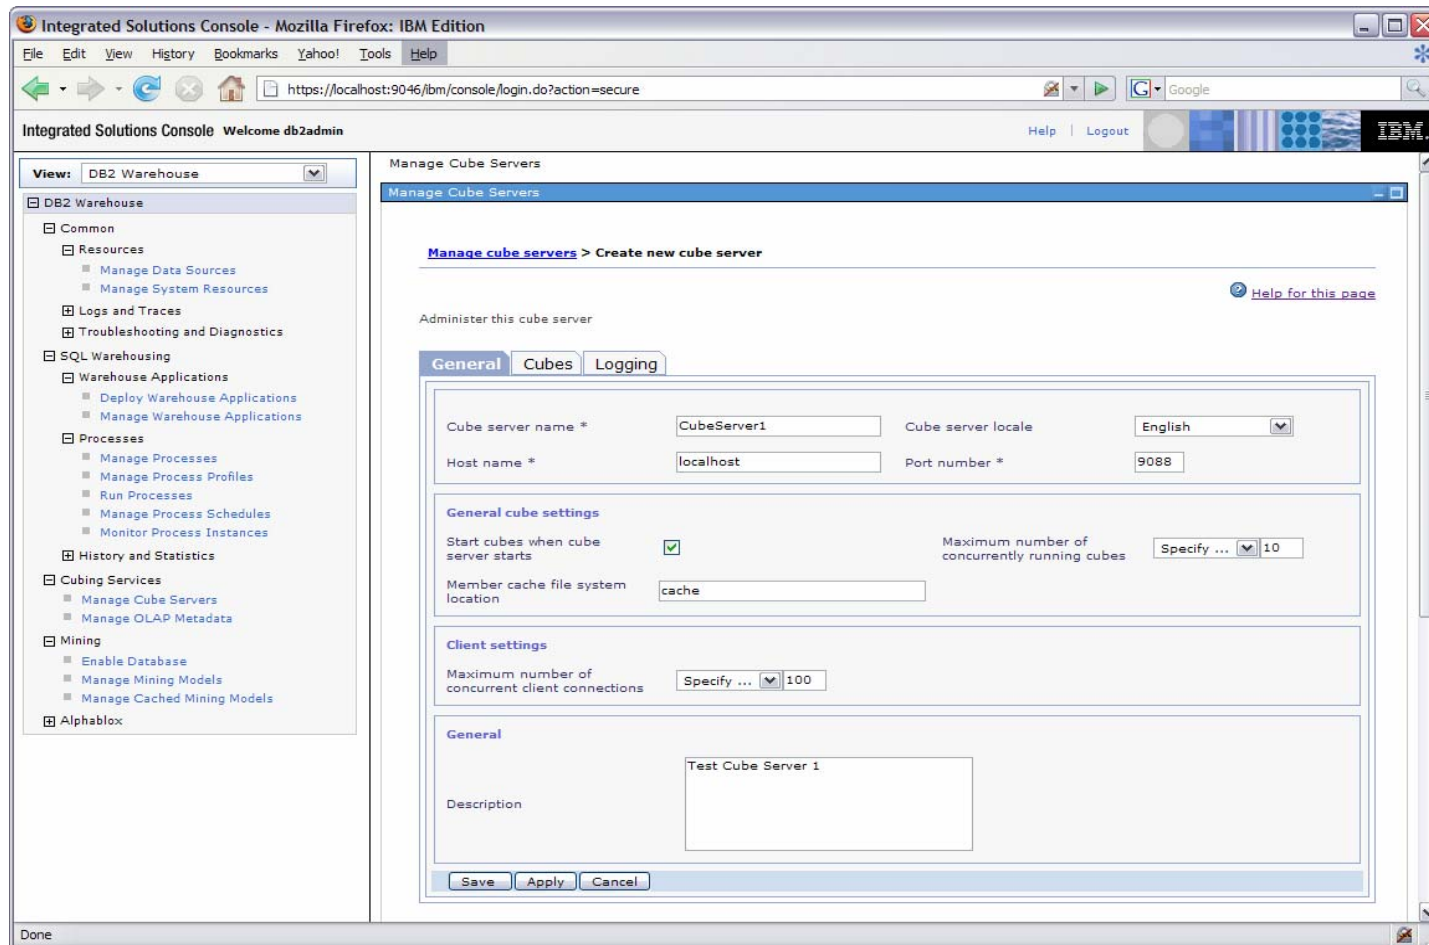 Integrated Solutions Console - Mozilla Firefox: IBM Edition
File Edit View History Bookmarks Yahoo! Tools Help
https://localhost:9046/ibm/console/login.do?action=secure
G Google
Integrated Solutions Console Welcome db2admin
Help | Logout
IBM.
View: DB2 Warehouse
DB2 Warehouse
Common
Resources
Manage Data Sources
Manage System Resources
Logs and Traces
Troubleshooting and Diagnostics
SQL Warehousing
Warehouse Applications
Deploy Warehouse Applications
Manage Warehouse Applications
Processes
Manage Processes
Manage Process Profiles
Run Processes
Manage Process Schedules
Monitor Process Instances
History and Statistics
Cubing Services
Manage Cube Servers
Manage OLAP Metadata
Mining
Enable Database
Manage Mining Models
Manage Cached Mining Models
Alphablox
Manage Cube Servers
Manage Cube Servers
Manage cube servers > Create new cube server
Help for this page
Administer this cube server
General Cubes Logging
Cube server name * CubeServer1 Cube server locale English
Host name * localhost Port number * 9088
General cube settings
Start cubes when cube
server starts
Maximum number of
concurrently running cubes
Specify ... 10
Member cache file system
location
cache
Client settings
Maximum number of
concurrent client connections
Specify ... 100
General
Test Cube Server 1
Description
Save Apply Cancel
Done